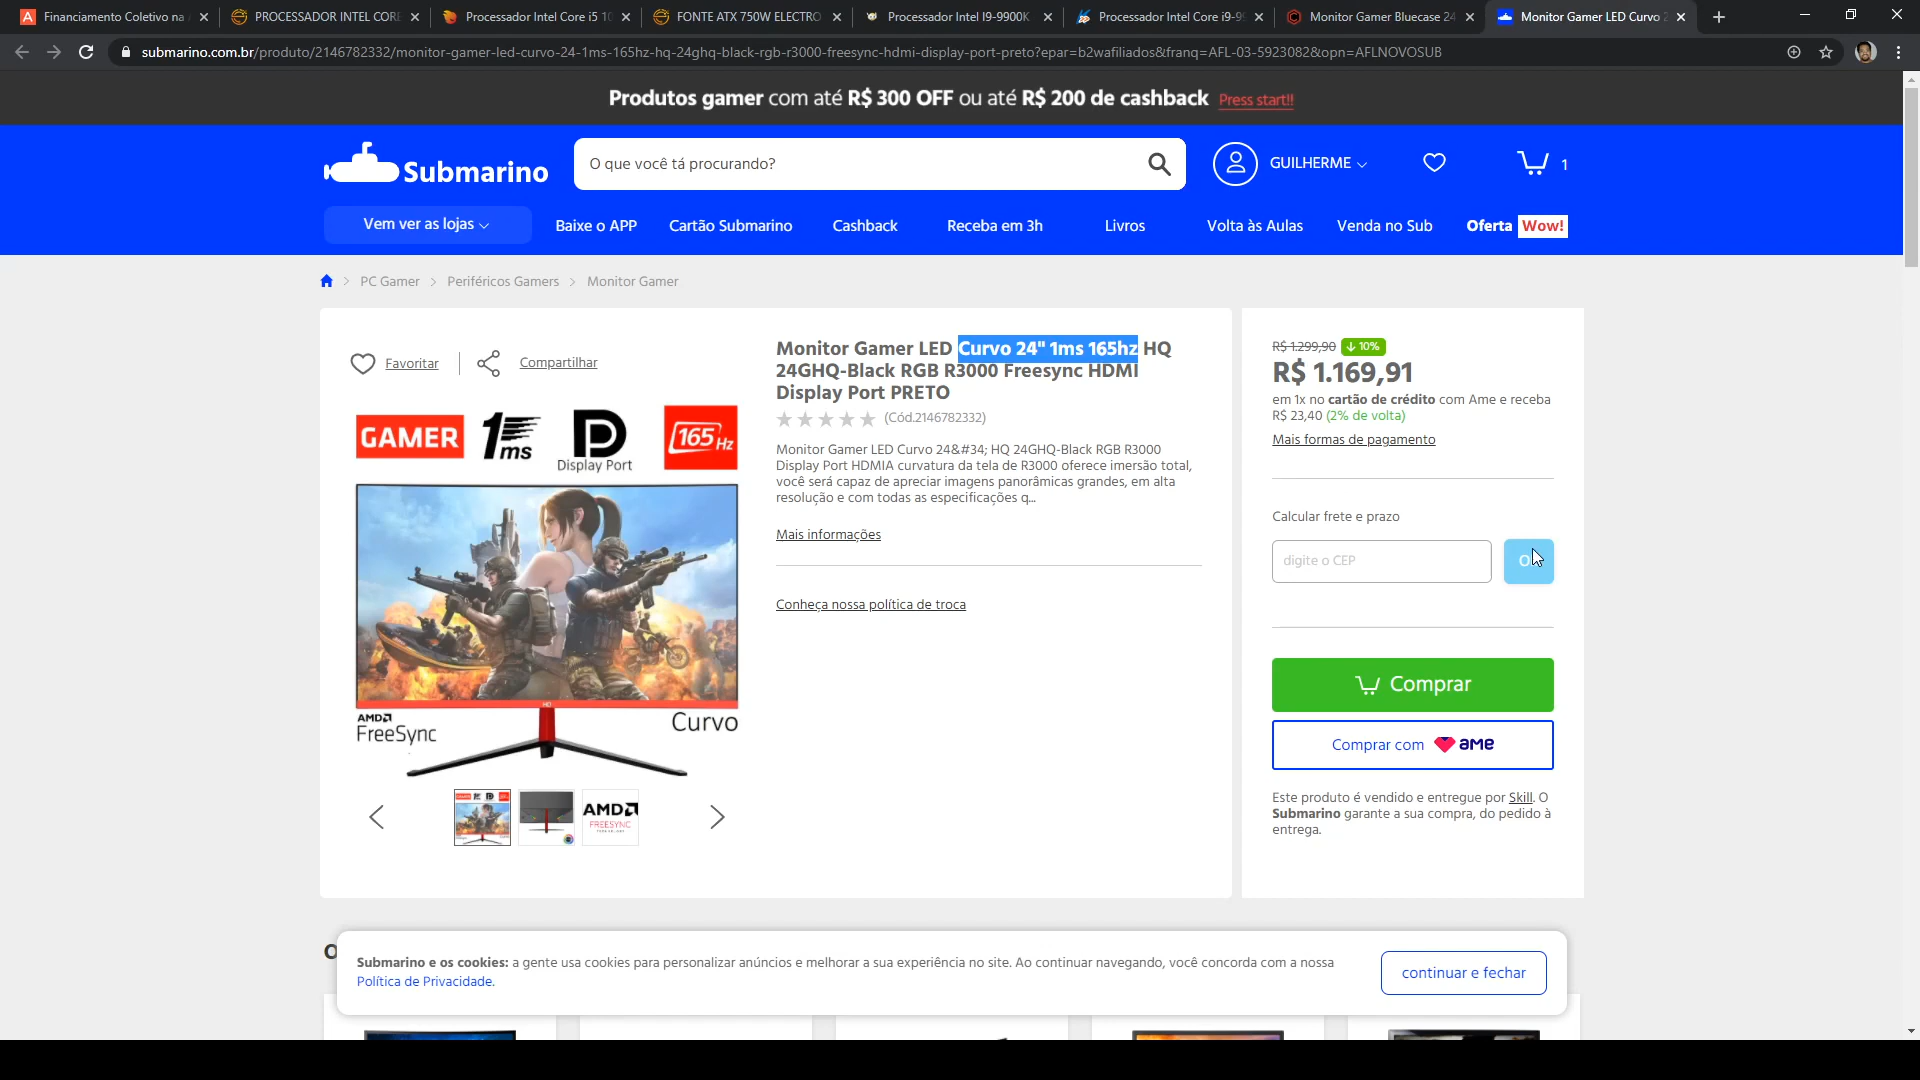 Financiamento Coletivo na
PROCESSADOR INTEL CORE
Processador Intel Core i5 10
FONTE ATX 750W ELECTRO
Processador Intel I9-9900K
Processador Intel Core i9-99
Monitor Gamer Bluecase 24
Monitor Gamer LED Curvo 2
submarino.com.br/produto/2146782332/monitor-gamer-led-curvo-24-1ms-165hz-hq-24ghq-black-rgb-r3000-freesync-hdmi-display-port-preto?epar=b2wafiliados&franq=AFL-03-5923082&opn=AFLNOVOSUB
Produtos gamer com até R$ 300 OFF ou até R$ 200 de cashback Press start!!
Submarino
O que você tá procurando?
GUILHERME
1
Vem ver as lojas
Baixe o APP
Cartão Submarino
Cashback
Receba em 3h
Livros
Volta às Aulas
Venda no Sub
Oferta Wow!
PC Gamer > Periféricos Gamers > Monitor Gamer
Favoritar
Compartilhar
GAMER
1ms
Display Port
165Hz
HQ
AMD
FreeSync
Curvo
AMD
FREESYNC
Monitor Gamer LED Curvo 24" 1ms 165hz HQ
24GHQ-Black RGB R3000 Freesync HDMI
Display Port PRETO
(Cód.2146782332)
Monitor Gamer LED Curvo 24&#34; HQ 24GHQ-Black RGB R3000
Display Port HDMIA curvatura da tela de R3000 oferece imersão total,
você será capaz de apreciar imagens panorâmicas grandes, em alta
resolução e com todas as especificações q...
Mais informações
Conheça nossa política de troca
R$ 1.299,90 10%
R$ 1.169,91
em 1x no cartão de crédito com Ame e receba
R$ 23,40 (2% de volta)
Mais formas de pagamento
Calcular frete e prazo
digite o CEP
Comprar
Comprar com ame
Este produto é vendido e entregue por Skill. O
Submarino garante a sua compra, do pedido à
entrega.
Submarino e os cookies: a gente usa cookies para personalizar anúncios e melhorar a sua experiência no site. Ao continuar navegando, você concorda com a nossa
Política de Privacidade.
continuar e fechar